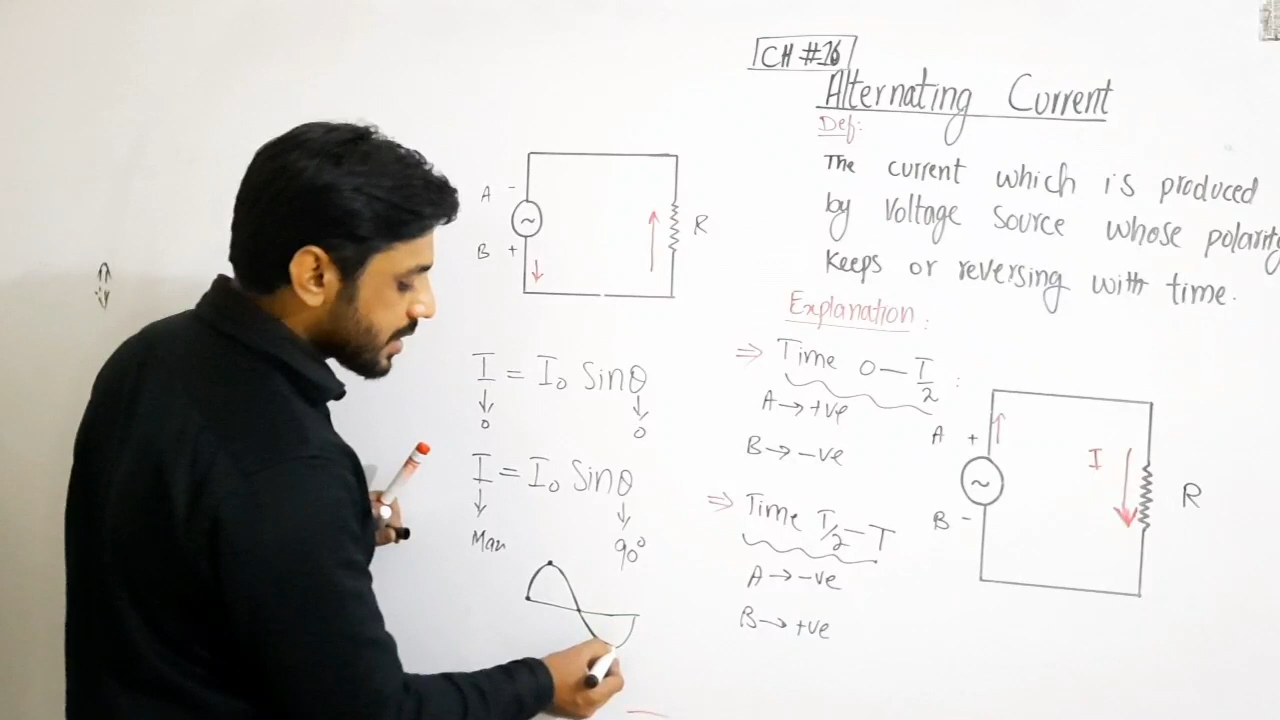 CH #16
Alternating Current
Def:
The current which is produced
by Voltage source whose polarity
keeps or reversing with time.
Explanation:
⇒ Time 0 — T/2 :
A → +ve
B → -ve
⇒ Time T/2 — T
A → -ve
B → +ve
A -
~
B +
R
I = I₀ Sinθ
↓ ↓
0 0
I = I₀ Sinθ
↓ ↓
Max 90°
A +
~
B -
I
R